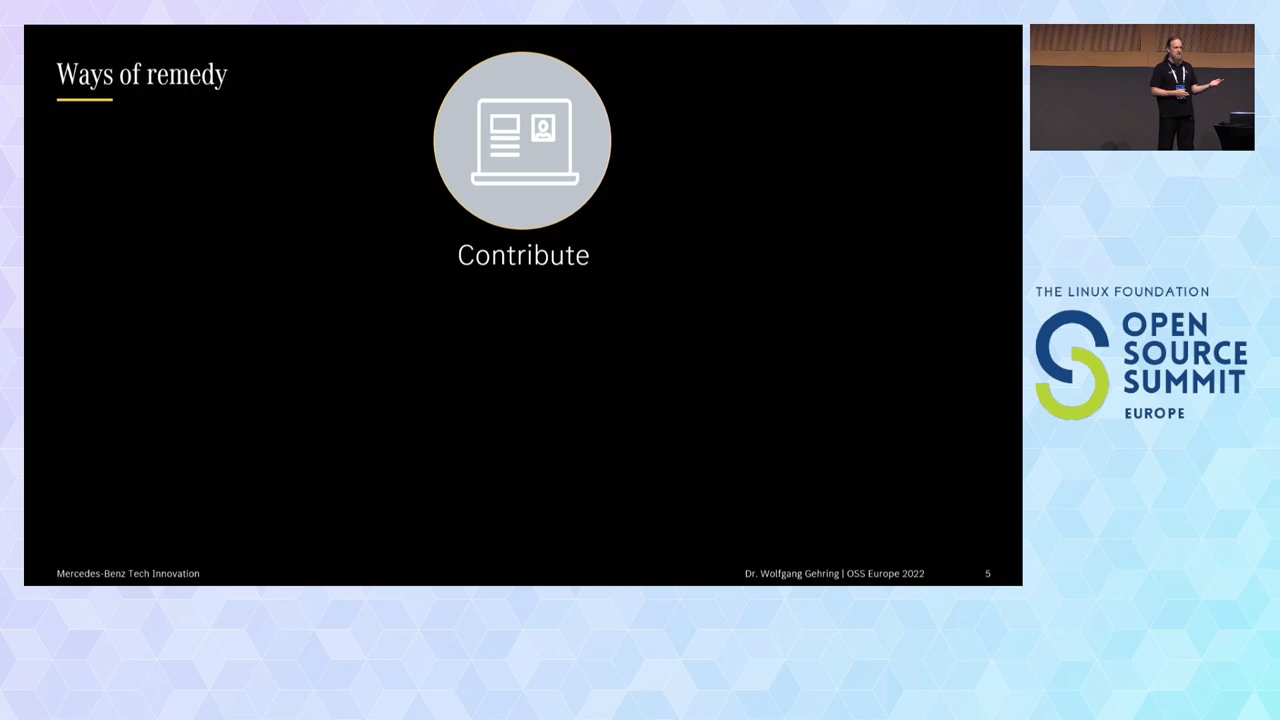 Ways of remedy
Contribute
Mercedes-Benz Tech Innovation
Dr. Wolfgang Gehring | OSS Europe 2022
5
THE LINUX FOUNDATION
OPEN
SOURCE
SUMMIT
EUROPE